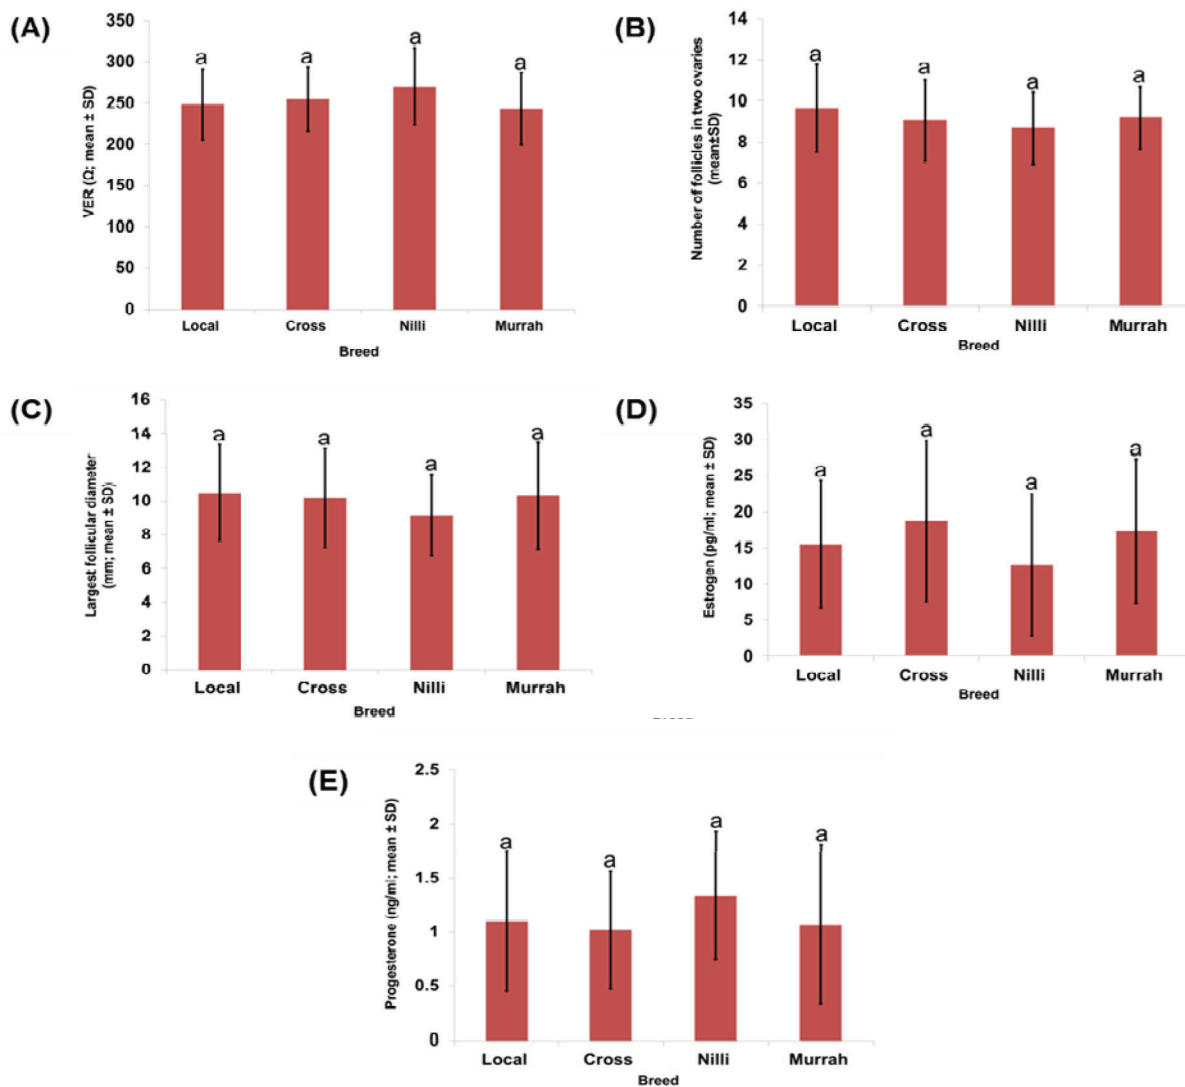 (A)
VER (Ω; mean ± SD)
350
300
250
200
150
100
50
0
a a a a
Local Cross Nilli Murrah
Breed
(B)
Number of follicles in two ovaries
(mean±SD)
14
12
10
8
6
4
2
0
a a a a
Local Cross Nilli Murrah
Breed
(C)
Largest follicular diameter
(mm; mean ± SD)
16
14
12
10
8
6
4
2
0
a a a a
Local Cross Nilli Murrah
Breed
(D)
Estrogen (pg/ml; mean ± SD)
35
30
25
20
15
10
5
0
a a a a
Local Cross Nilli Murrah
Breed
(E)
Progesterone (ng/ml; mean ± SD)
2.5
2
1.5
1
0.5
0
a a a a
Local Cross Nilli Murrah
Breed